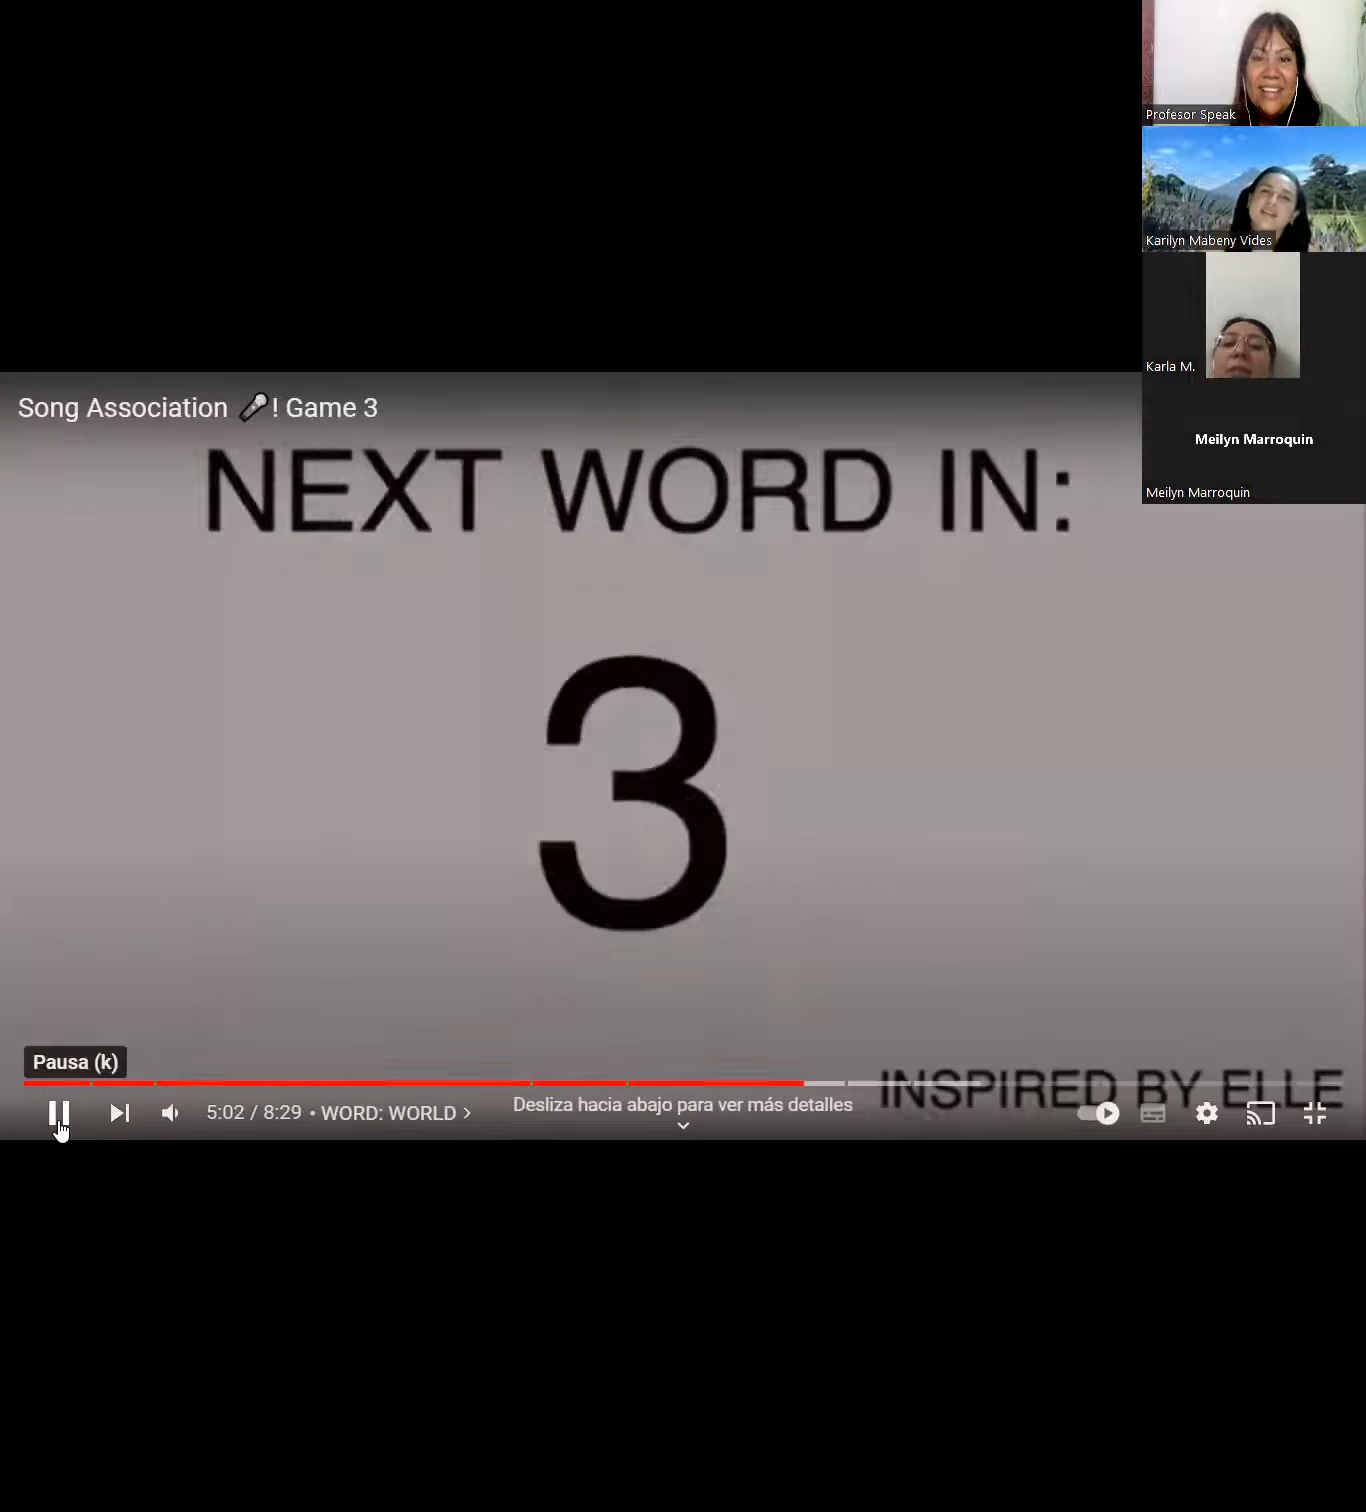 Profesor Speak
Karilyn Mabeny Vides
Karla M.
Meilyn Marroquin
Meilyn Marroquin
Song Association 🎤! Game 3
NEXT WORD IN:
3
Pausa (k)
INSPIRED BY ELLE
5:02 / 8:29 • WORD: WORLD >
Desliza hacia abajo para ver más detalles